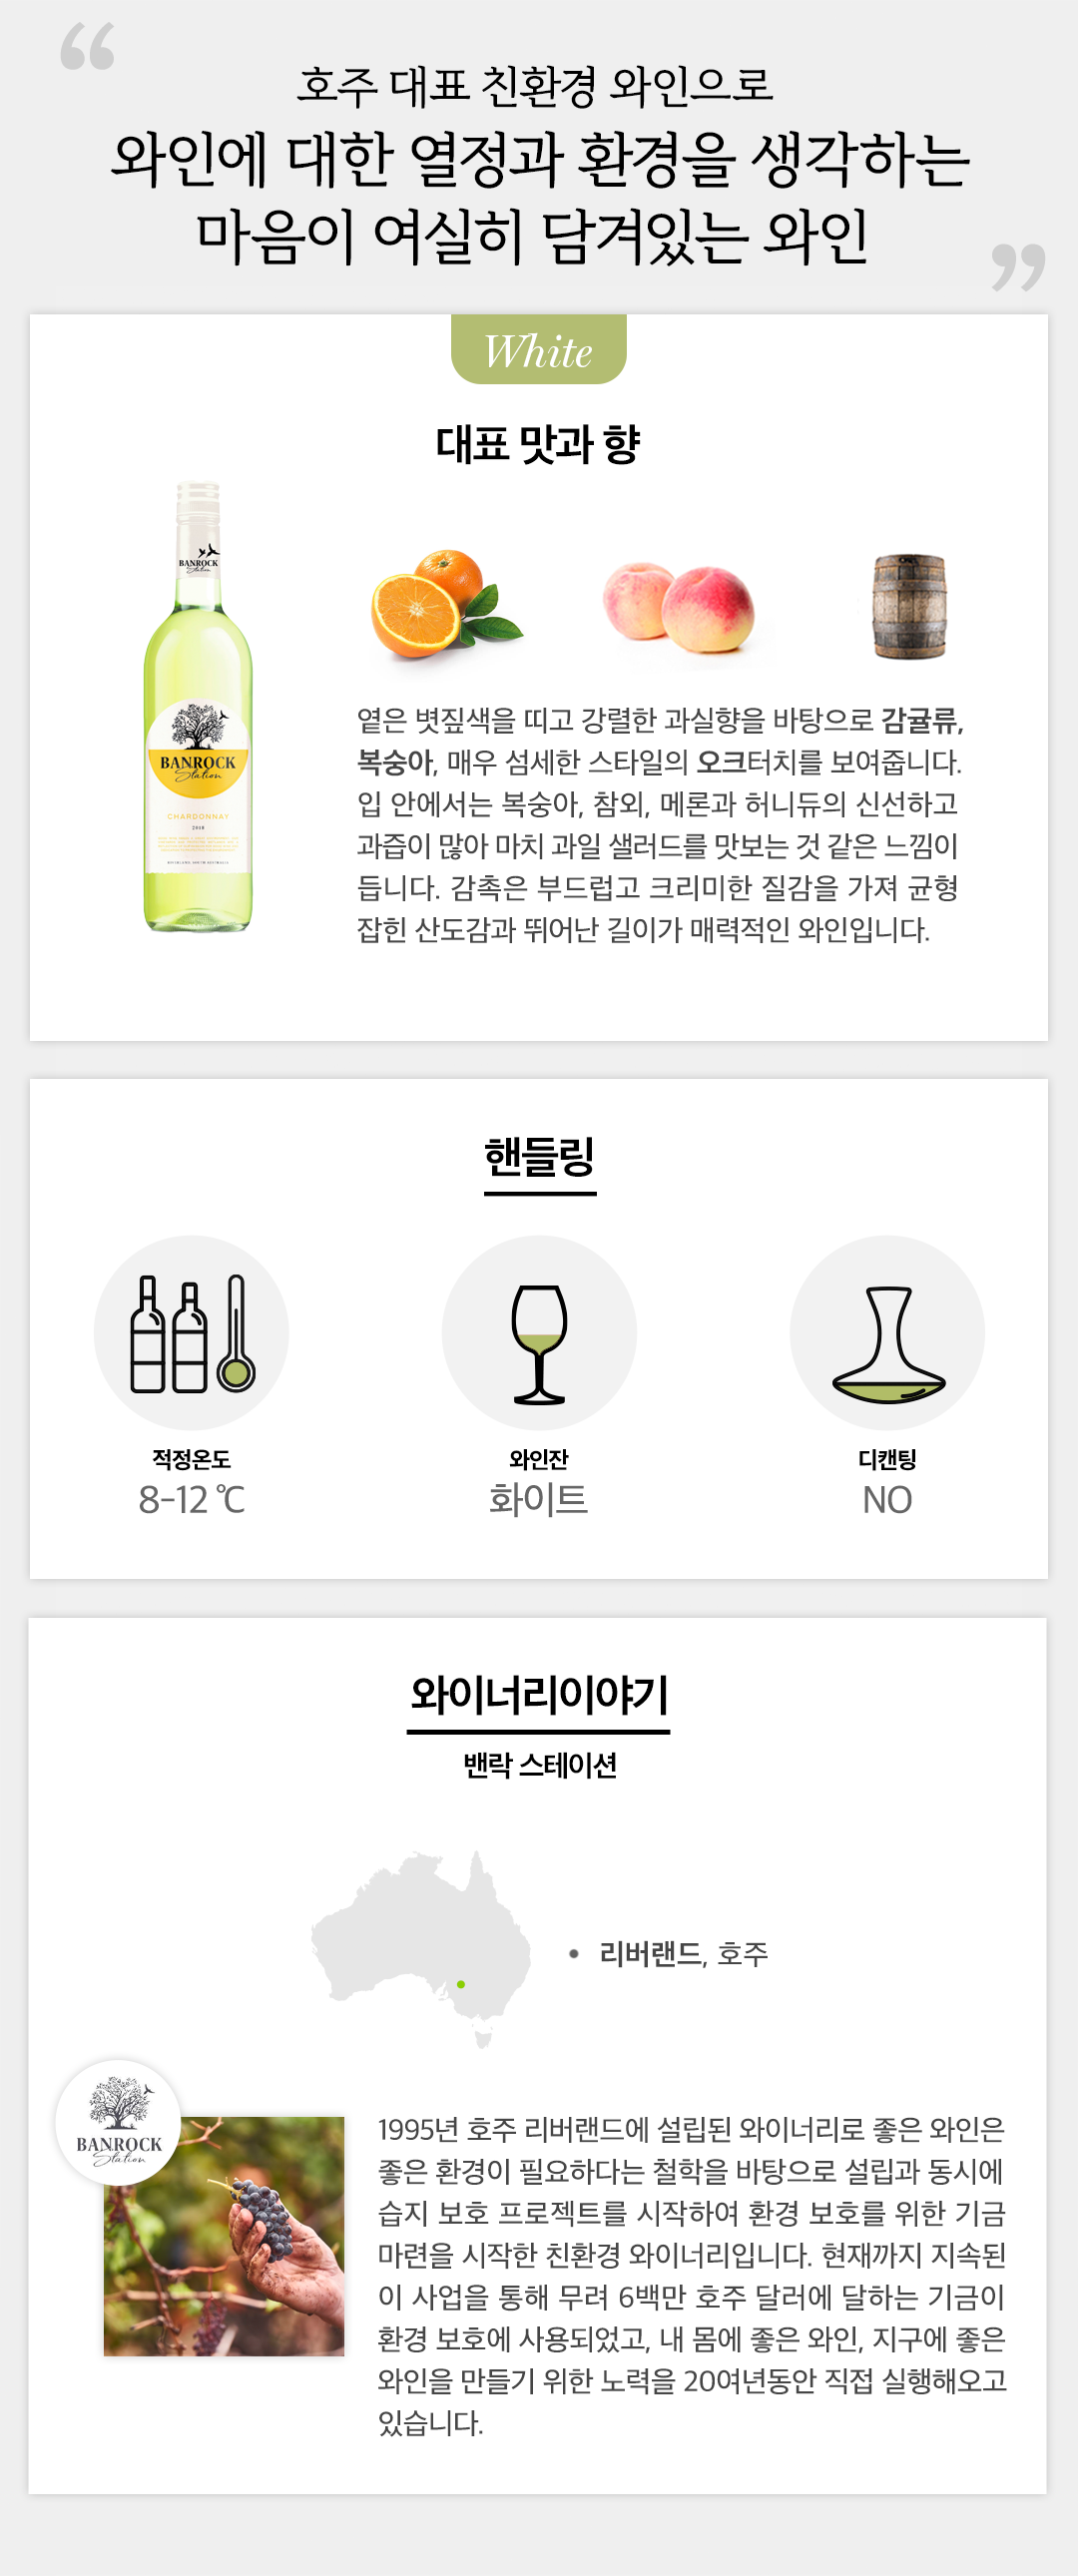 “
호주 대표 친환경 와인으로
와인에 대한 열정과 환경을 생각하는
마음이 여실히 담겨있는 와인
”
White
대표 맛과 향
BANROCK
Station
BANROCK
Station
CHARDONNAY
2018
옅은 볏짚색을 띠고 강렬한 과실향을 바탕으로 감귤류,
복숭아, 매우 섬세한 스타일의 오크터치를 보여줍니다.
입 안에서는 복숭아, 참외, 메론과 허니듀의 신선하고
과즙이 많아 마치 과일 샐러드를 맛보는 것 같은 느낌이
듭니다. 감촉은 부드럽고 크리미한 질감을 가져 균형
잡힌 산도감과 뛰어난 길이가 매력적인 와인입니다.
핸들링
적정온도
8-12 ℃
와인잔
화이트
디캔팅
NO
와이너리이야기
밴락 스테이션
• 리버랜드, 호주
BANROCK
Station
1995년 호주 리버랜드에 설립된 와이너리로 좋은 와인은
좋은 환경이 필요하다는 철학을 바탕으로 설립과 동시에
습지 보호 프로젝트를 시작하여 환경 보호를 위한 기금
마련을 시작한 친환경 와이너리입니다. 현재까지 지속된
이 사업을 통해 무려 6백만 호주 달러에 달하는 기금이
환경 보호에 사용되었고, 내 몸에 좋은 와인, 지구에 좋은
와인을 만들기 위한 노력을 20여년동안 직접 실행해오고
있습니다.